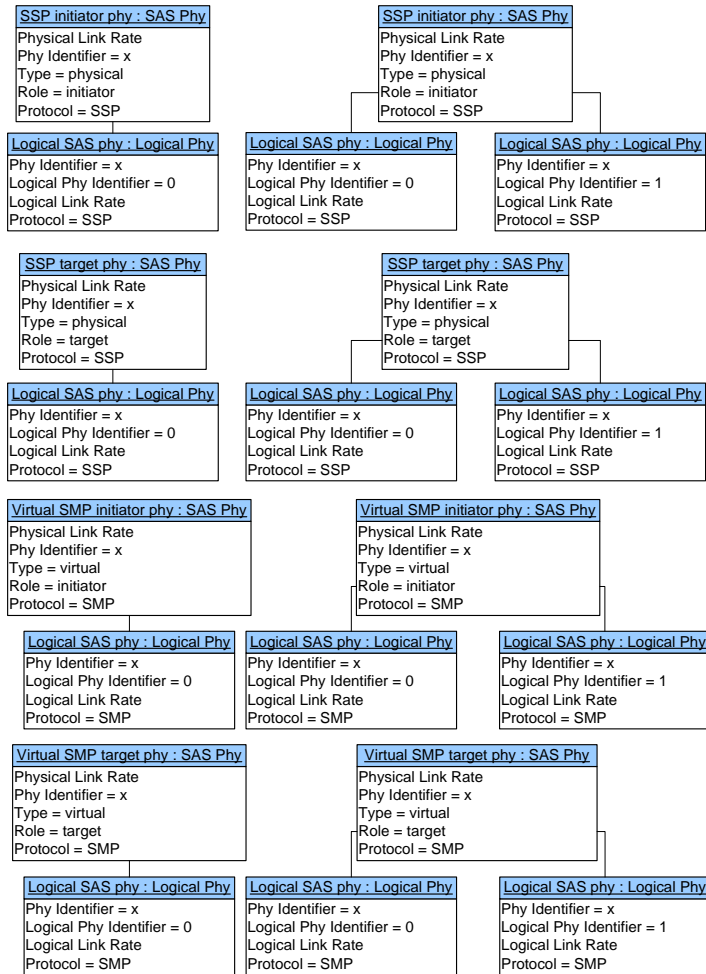 SSP initiator phy : SAS Phy
Physical Link Rate
Phy Identifier = x
Type = physical
Role = initiator
Protocol = SSP
Logical SAS phy : Logical Phy
Phy Identifier = x
Logical Phy Identifier = 0
Logical Link Rate
Protocol = SSP
SSP initiator phy : SAS Phy
Physical Link Rate
Phy Identifier = x
Type = physical
Role = initiator
Protocol = SSP
Logical SAS phy : Logical Phy
Phy Identifier = x
Logical Phy Identifier = 0
Logical Link Rate
Protocol = SSP
Logical SAS phy : Logical Phy
Phy Identifier = x
Logical Phy Identifier = 1
Logical Link Rate
Protocol = SSP
SSP target phy : SAS Phy
Physical Link Rate
Phy Identifier = x
Type = physical
Role = target
Protocol = SSP
Logical SAS phy : Logical Phy
Phy Identifier = x
Logical Phy Identifier = 0
Logical Link Rate
Protocol = SSP
SSP target phy : SAS Phy
Physical Link Rate
Phy Identifier = x
Type = physical
Role = target
Protocol = SSP
Logical SAS phy : Logical Phy
Phy Identifier = x
Logical Phy Identifier = 0
Logical Link Rate
Protocol = SSP
Logical SAS phy : Logical Phy
Phy Identifier = x
Logical Phy Identifier = 1
Logical Link Rate
Protocol = SSP
Virtual SMP initiator phy : SAS Phy
Physical Link Rate
Phy Identifier = x
Type = virtual
Role = initiator
Protocol = SMP
Logical SAS phy : Logical Phy
Phy Identifier = x
Logical Phy Identifier = 0
Logical Link Rate
Protocol = SMP
Virtual SMP initiator phy : SAS Phy
Physical Link Rate
Phy Identifier = x
Type = virtual
Role = initiator
Protocol = SMP
Logical SAS phy : Logical Phy
Phy Identifier = x
Logical Phy Identifier = 0
Logical Link Rate
Protocol = SMP
Logical SAS phy : Logical Phy
Phy Identifier = x
Logical Phy Identifier = 1
Logical Link Rate
Protocol = SMP
Virtual SMP target phy : SAS Phy
Physical Link Rate
Phy Identifier = x
Type = virtual
Role = target
Protocol = SMP
Logical SAS phy : Logical Phy
Phy Identifier = x
Logical Phy Identifier = 0
Logical Link Rate
Protocol = SMP
Virtual SMP target phy : SAS Phy
Physical Link Rate
Phy Identifier = x
Type = virtual
Role = target
Protocol = SMP
Logical SAS phy : Logical Phy
Phy Identifier = x
Logical Phy Identifier = 0
Logical Link Rate
Protocol = SMP
Logical SAS phy : Logical Phy
Phy Identifier = x
Logical Phy Identifier = 1
Logical Link Rate
Protocol = SMP